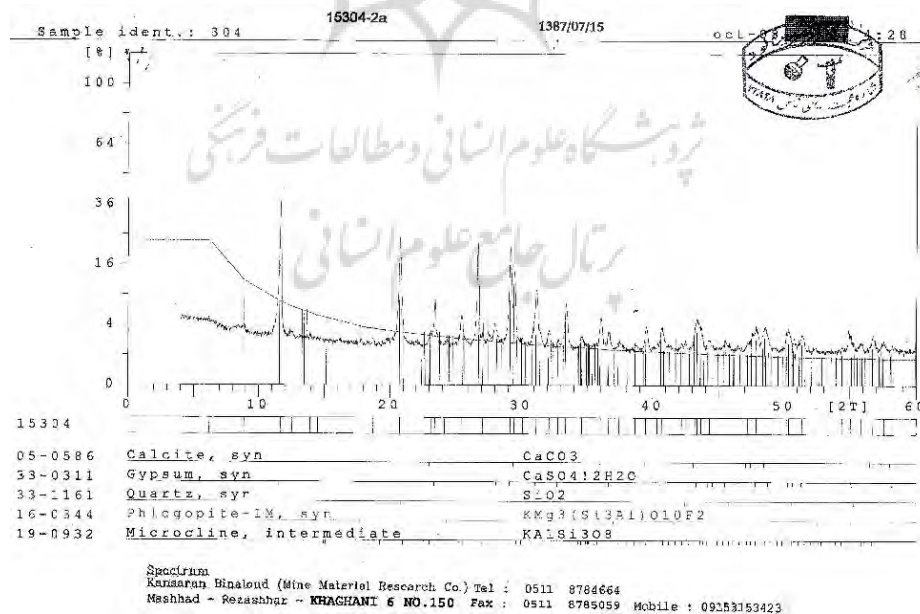 15304-2a
1387/07/15
Sample ident.: 304
:28
[%]
100
64
36
16
4
0
0 10 20 30 40 50 [2T] 60
پژوهشگاه علوم انسانی و مطالعات فرهنگی
پرتال جامع علوم انسانی
15304
05-0586 Calcite, syn CaCO3
33-0311 Gypsum, syn CaSO4!2H2O
33-1161 Quartz, syn SiO2
16-0344 Phlogopite-1M, syn KMg3(Si3Al)O10F2
19-0932 Microcline, intermediate KAlSi3O8
Spectrum
Kansaran Binaloud (Mine Material Research Co.) Tel : 0511 8784664
Mashhad - Rezashhar - KHAGHANI 6 NO.150 Fax : 0511 8785059 Mobile : 09153153423